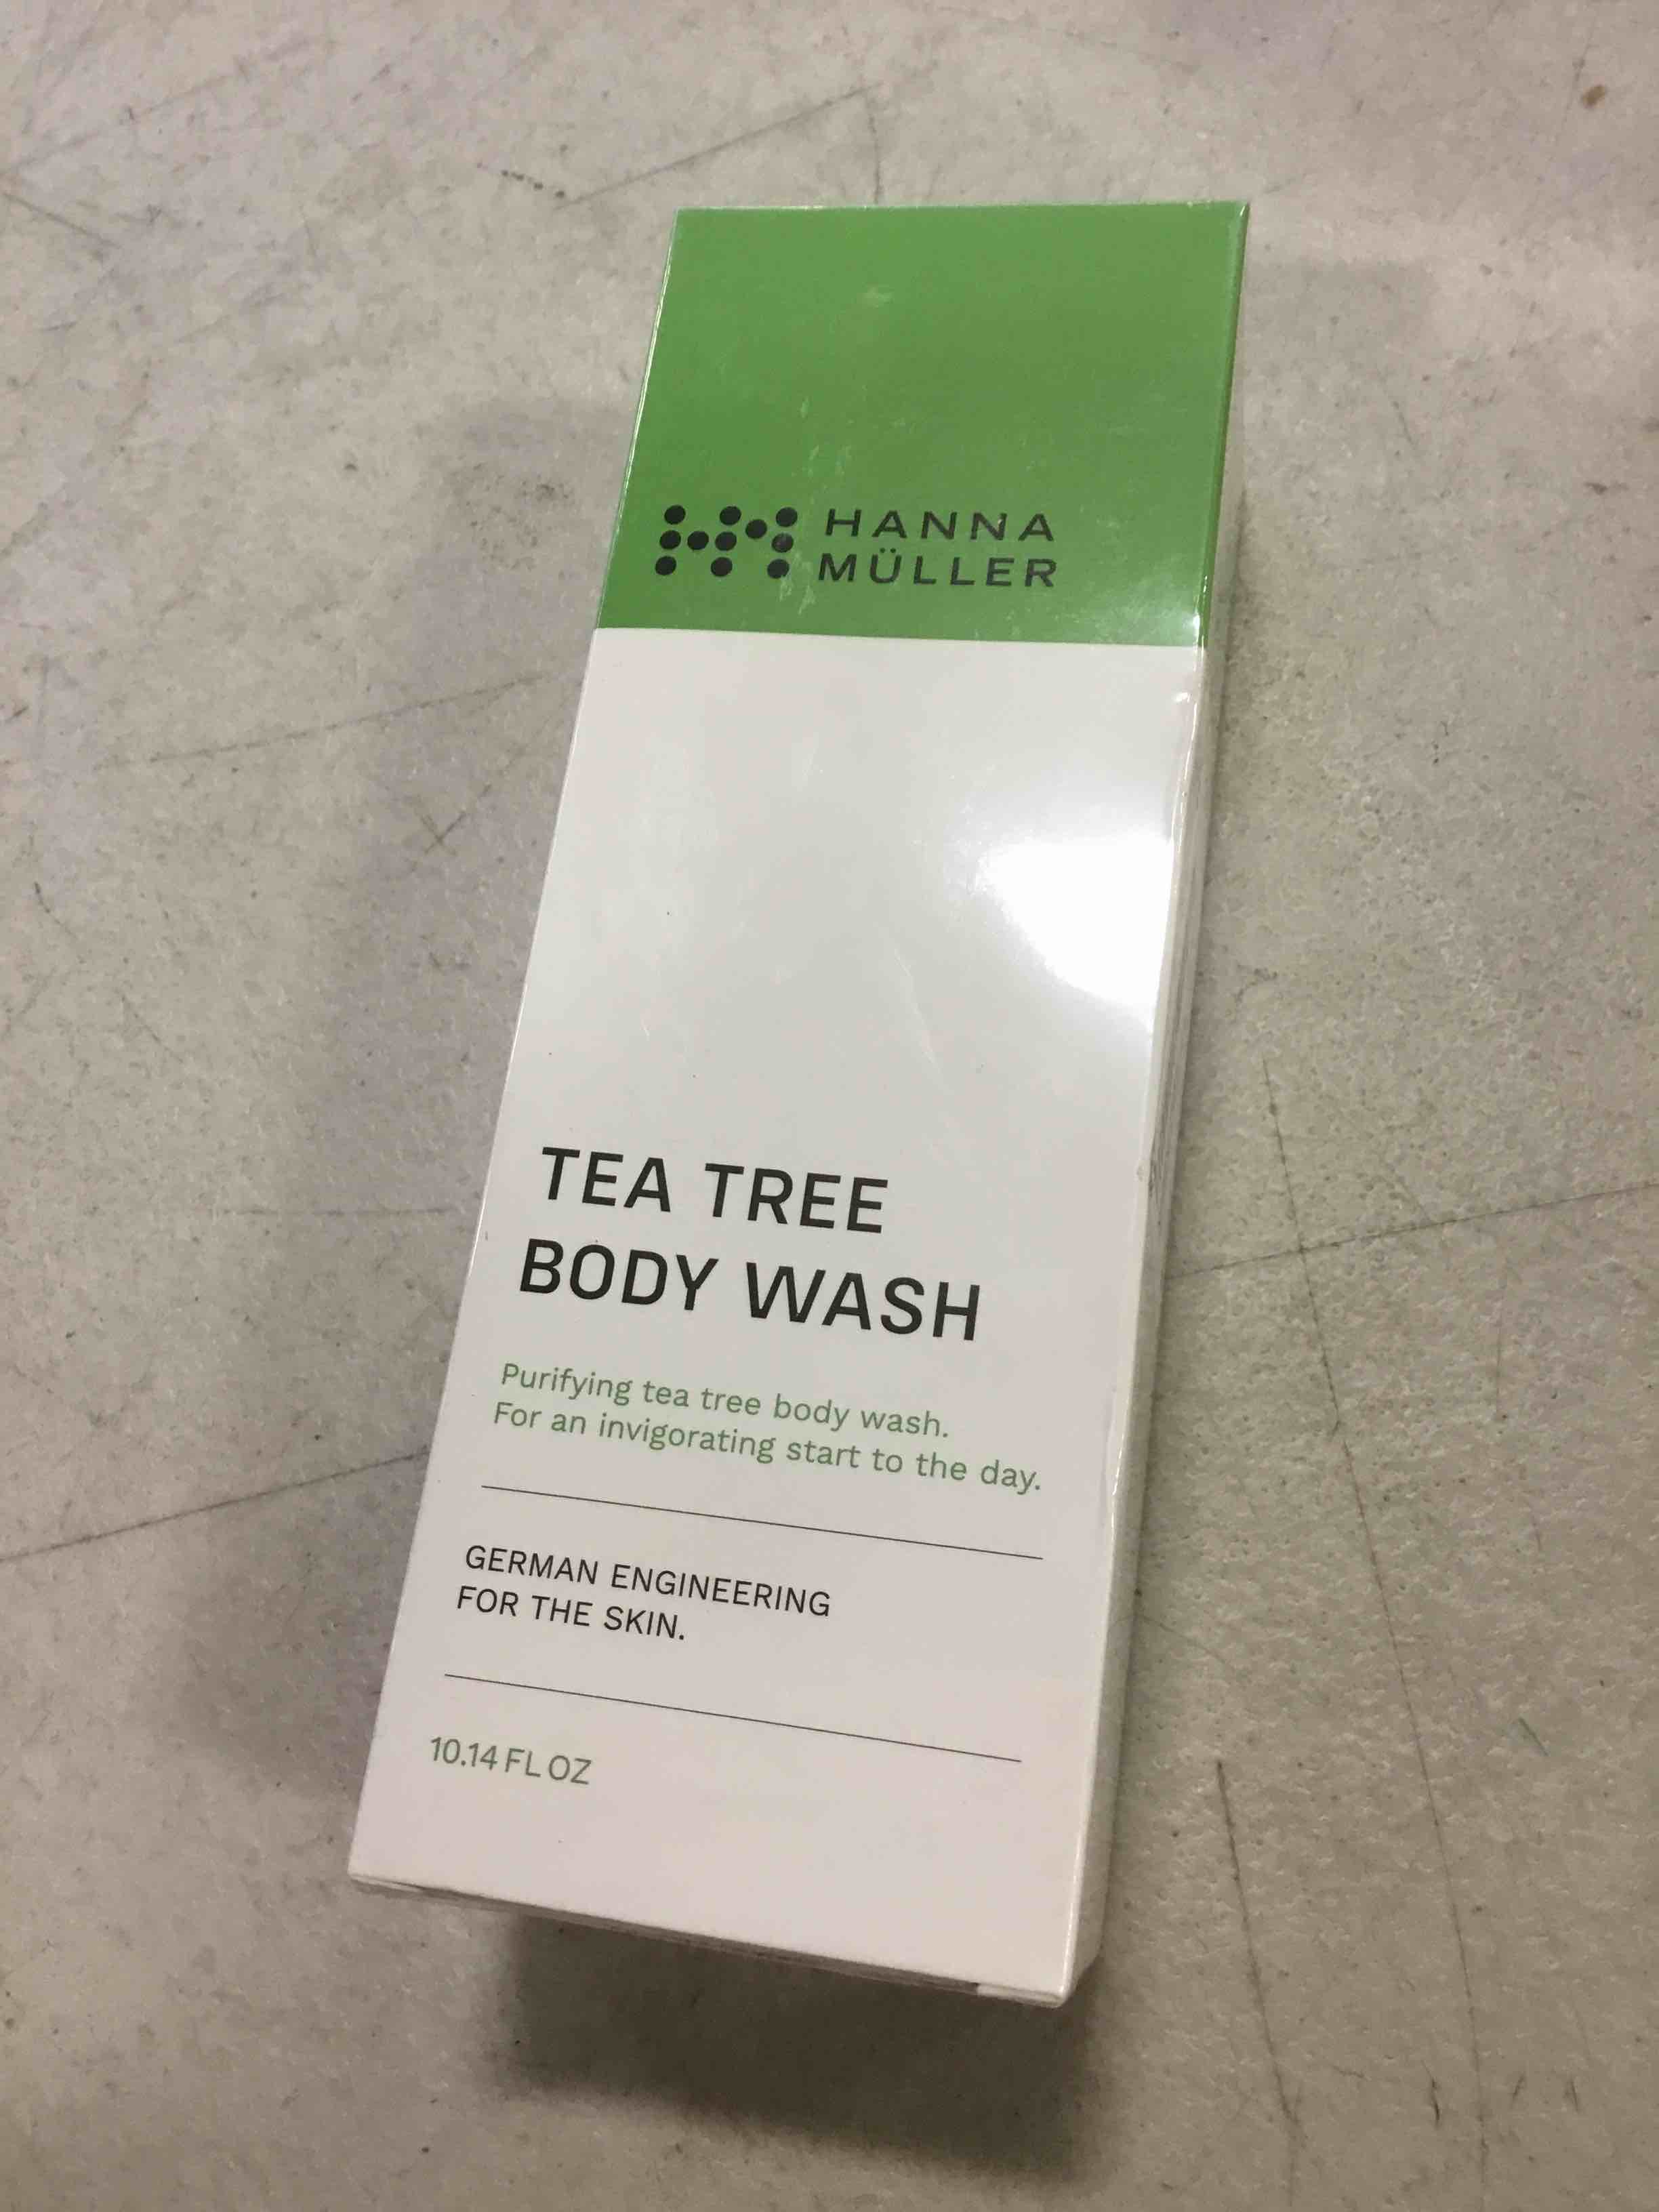 HANNA
MÜLLER
TEA TREE
BODY WASH
Purifying tea tree body wash.
For an invigorating start to the day.
GERMAN ENGINEERING
FOR THE SKIN.
10.14 FL OZ